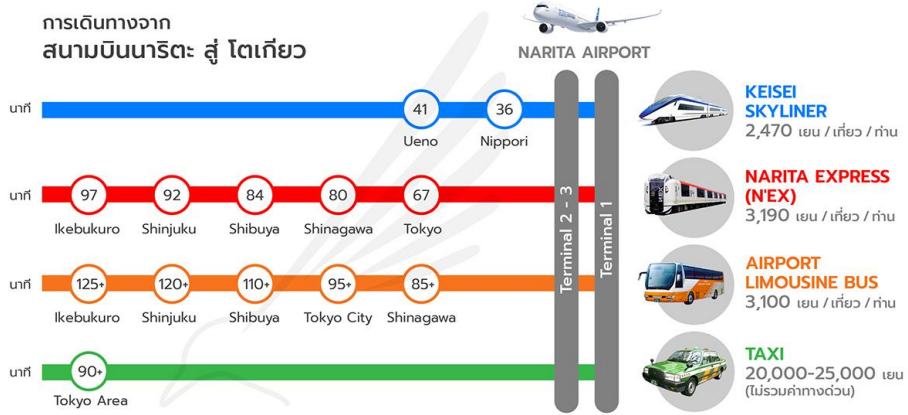 การเดินทางจาก
สนามบินนาริตะ สู่ โตเกียว
NARITA AIRPORT
Terminal 2 - 3
Terminal 1
นาที
41
36
Ueno
Nippori
KEISEI
SKYLINER
2,470 เยน / เที่ยว / ท่าน
นาที
97
92
84
80
67
Ikebukuro
Shinjuku
Shibuya
Shinagawa
Tokyo
NARITA EXPRESS
(N'EX)
3,190 เยน / เที่ยว / ท่าน
นาที
125+
120+
110+
95+
85+
Ikebukuro
Shinjuku
Shibuya
Tokyo City
Shinagawa
AIRPORT
LIMOUSINE BUS
3,100 เยน / เที่ยว / ท่าน
นาที
90+
Tokyo Area
TAXI
20,000-25,000 เยน
(ไม่รวมค่าทางด่วน)